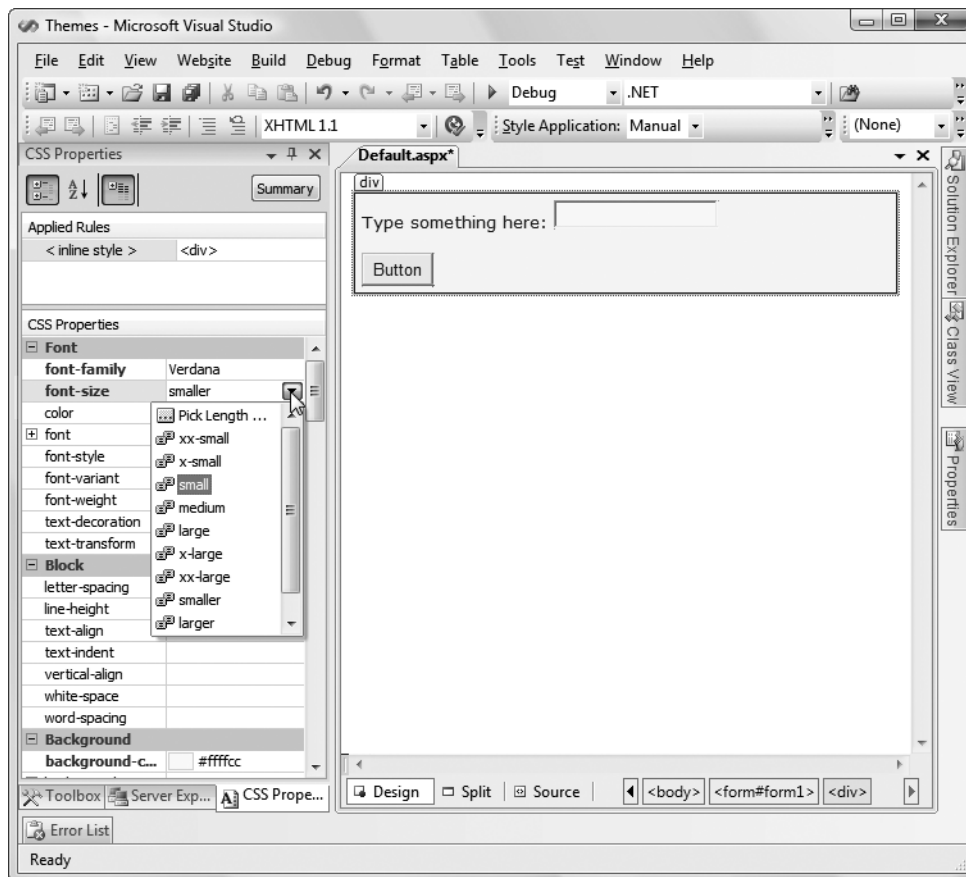 Themes - Microsoft Visual Studio
File Edit View Website Build Debug Format Table Tools Test Window Help
Debug .NET
XHTML 1.1 Style Application: Manual (None)
CSS Properties
Summary
Applied Rules
< inline style > <div>
CSS Properties
Font
font-family Verdana
font-size smaller
color
font
font-style
font-variant
font-weight
text-decoration
text-transform
Block
letter-spacing
line-height
text-align
text-indent
vertical-align
white-space
word-spacing
Background
background-c... #ffffcc
Pick Length ...
xx-small
x-small
small
medium
large
x-large
xx-large
smaller
larger
Toolbox Server Exp... CSS Prope...
Default.aspx*
div
Type something here:
Button
Design Split Source <body> <form#form1> <div>
Solution Explorer
Class View
Properties
Error List
Ready